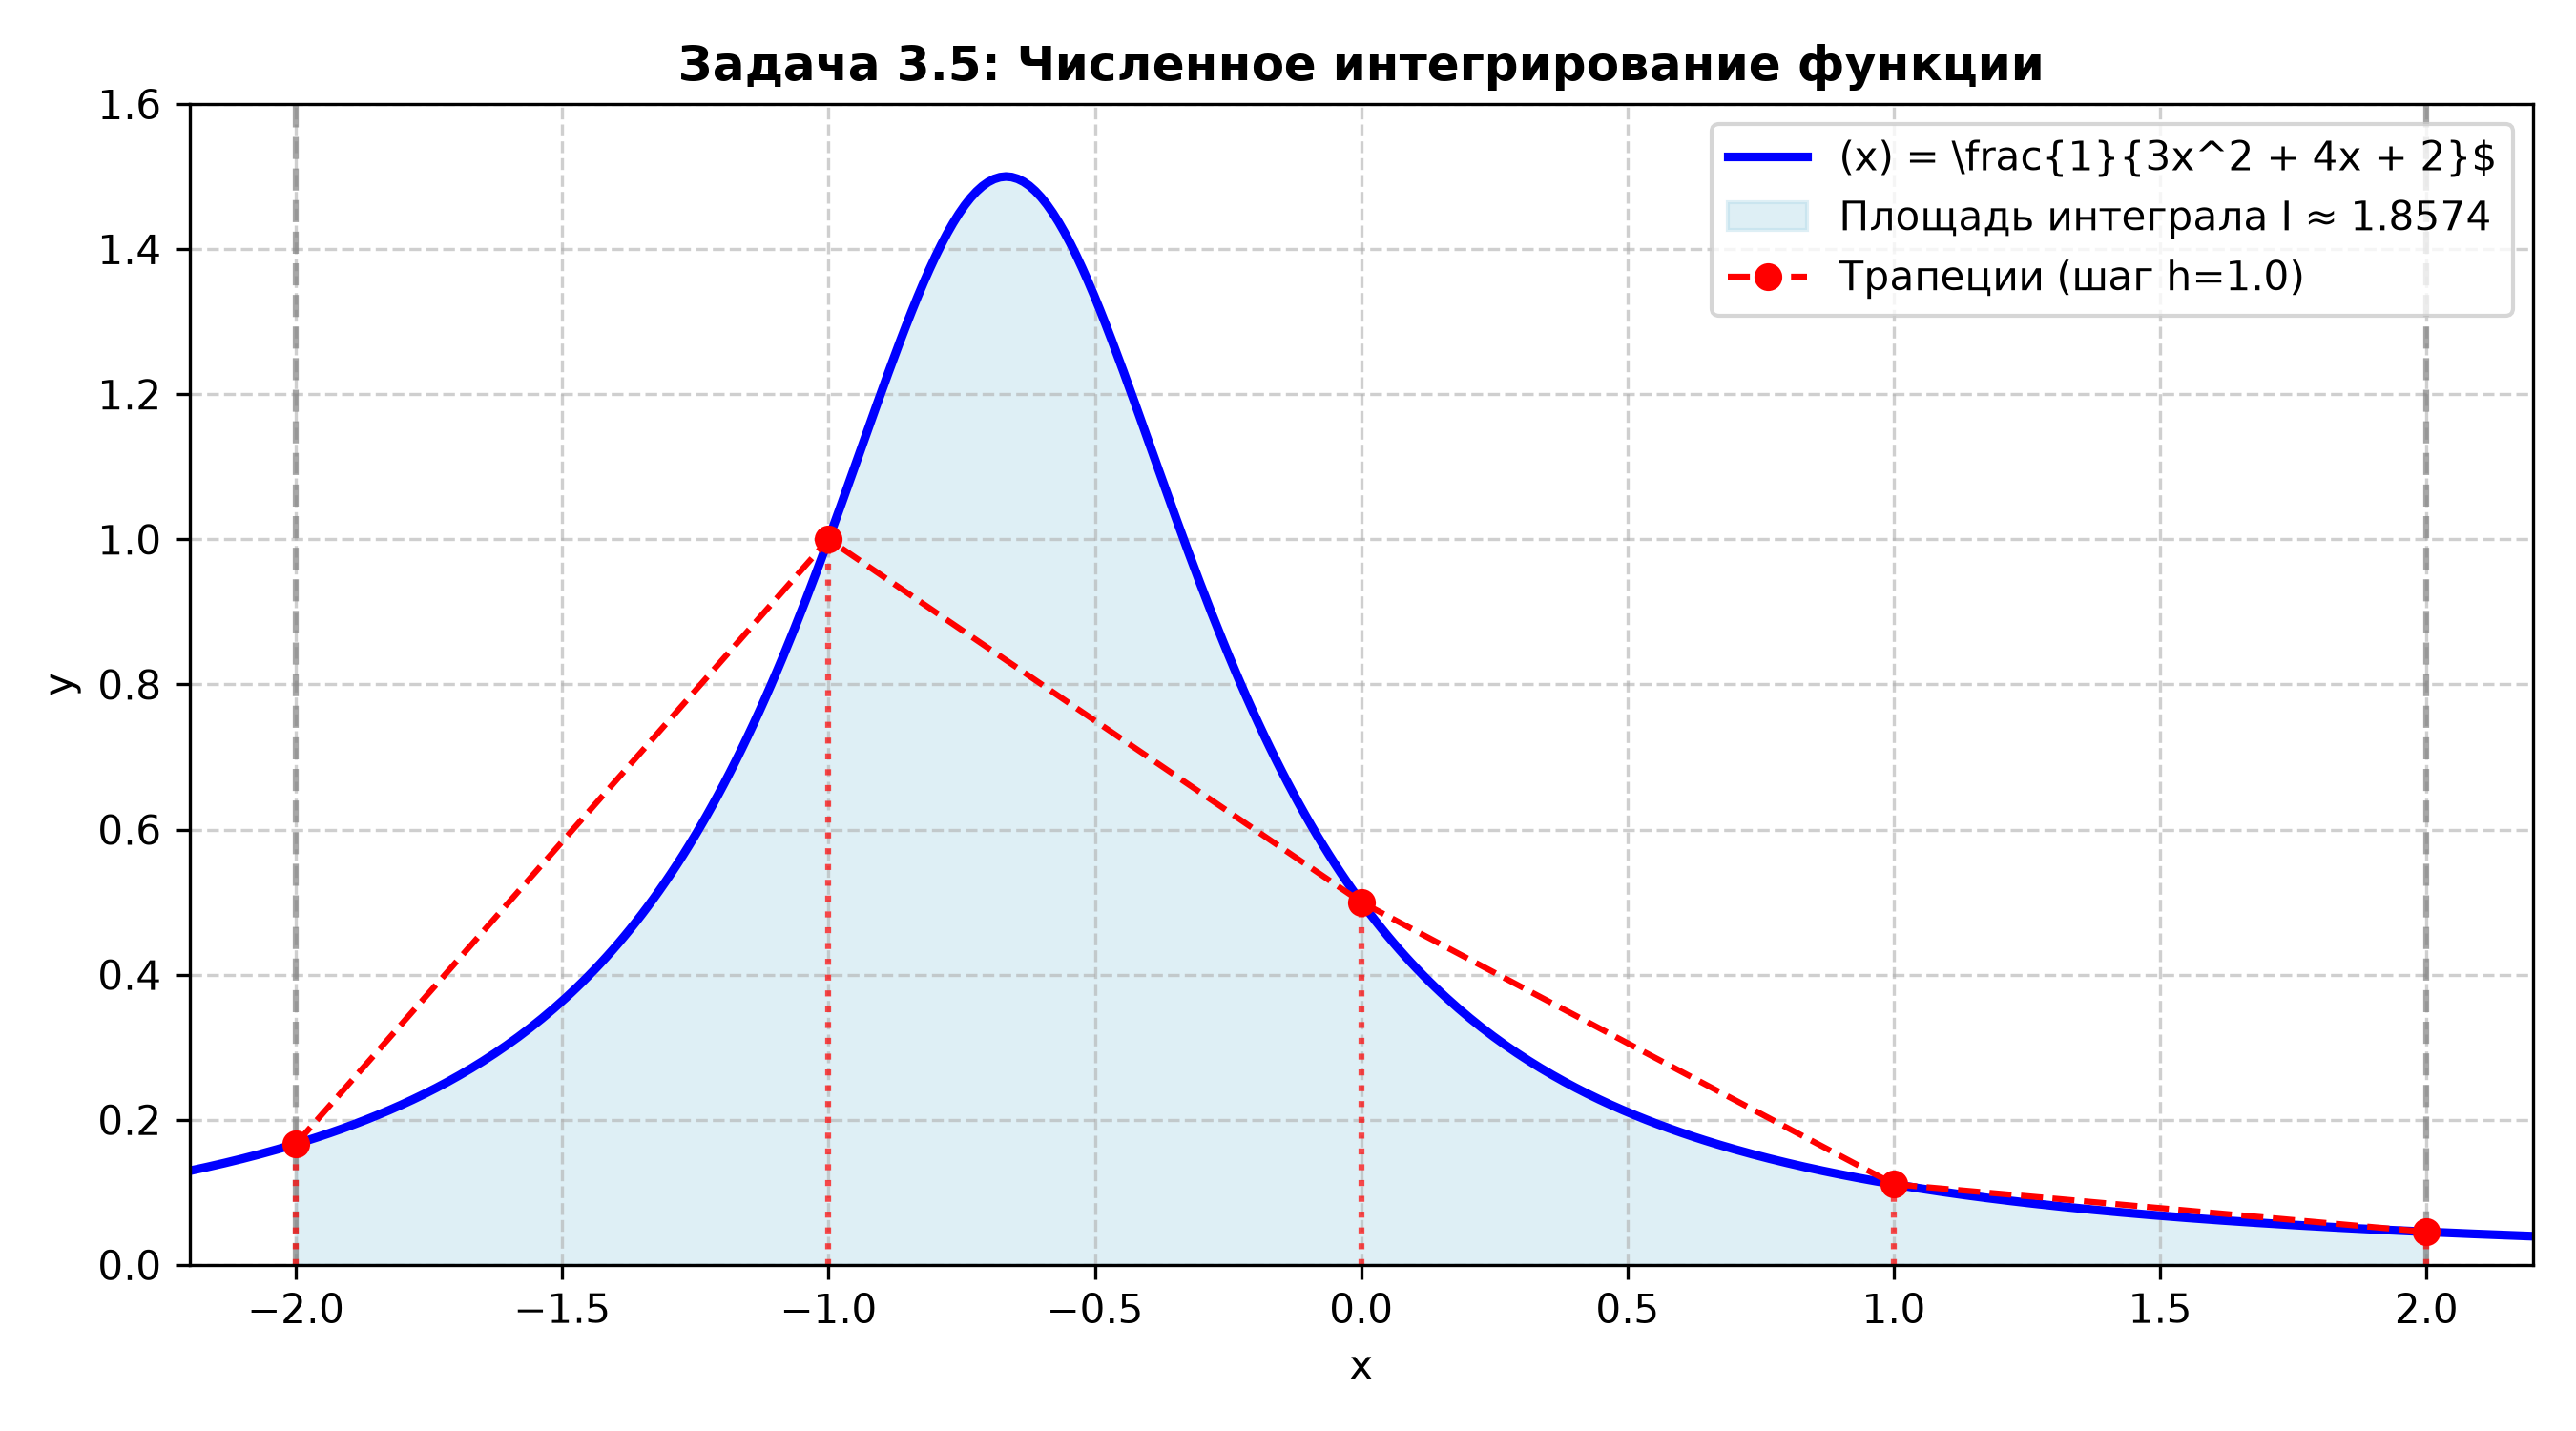 Задача 3.5: Численное интегрирование функции
(x) = \frac{1}{3x^2 + 4x + 2}$
Площадь интеграла I ≈ 1.8574
Трапеции (шаг h=1.0)
y
1.6
1.4
1.2
1.0
0.8
0.6
0.4
0.2
0.0
−2.0 −1.5 −1.0 −0.5 0.0 0.5 1.0 1.5 2.0
x